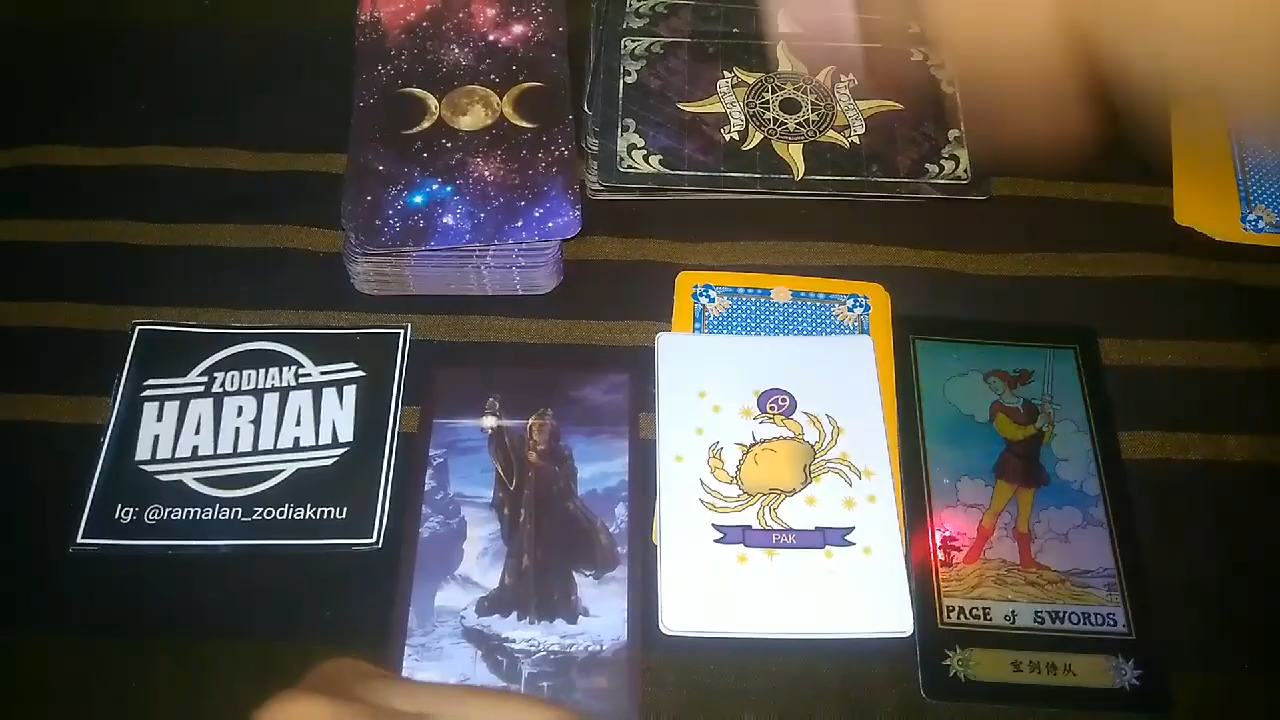 ZODIAK
HARIAN
Ig: @ramalan_zodiakmu
PAK
PAGE of SWORDS.
宝剑侍从